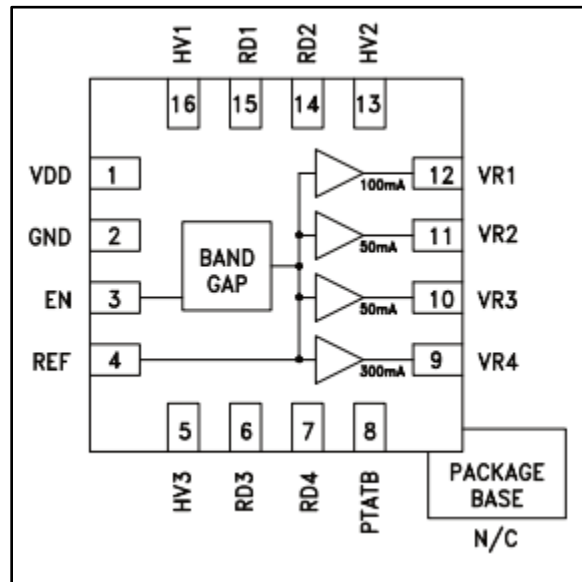 HV1
RD1
RD2
HV2
16
15
14
13
VDD
1
12
VR1
100mA
GND
2
11
VR2
50mA
BAND
GAP
EN
3
10
VR3
50mA
REF
4
9
VR4
300mA
5
6
7
8
HV3
RD3
RD4
PTATB
PACKAGE
BASE
N/C